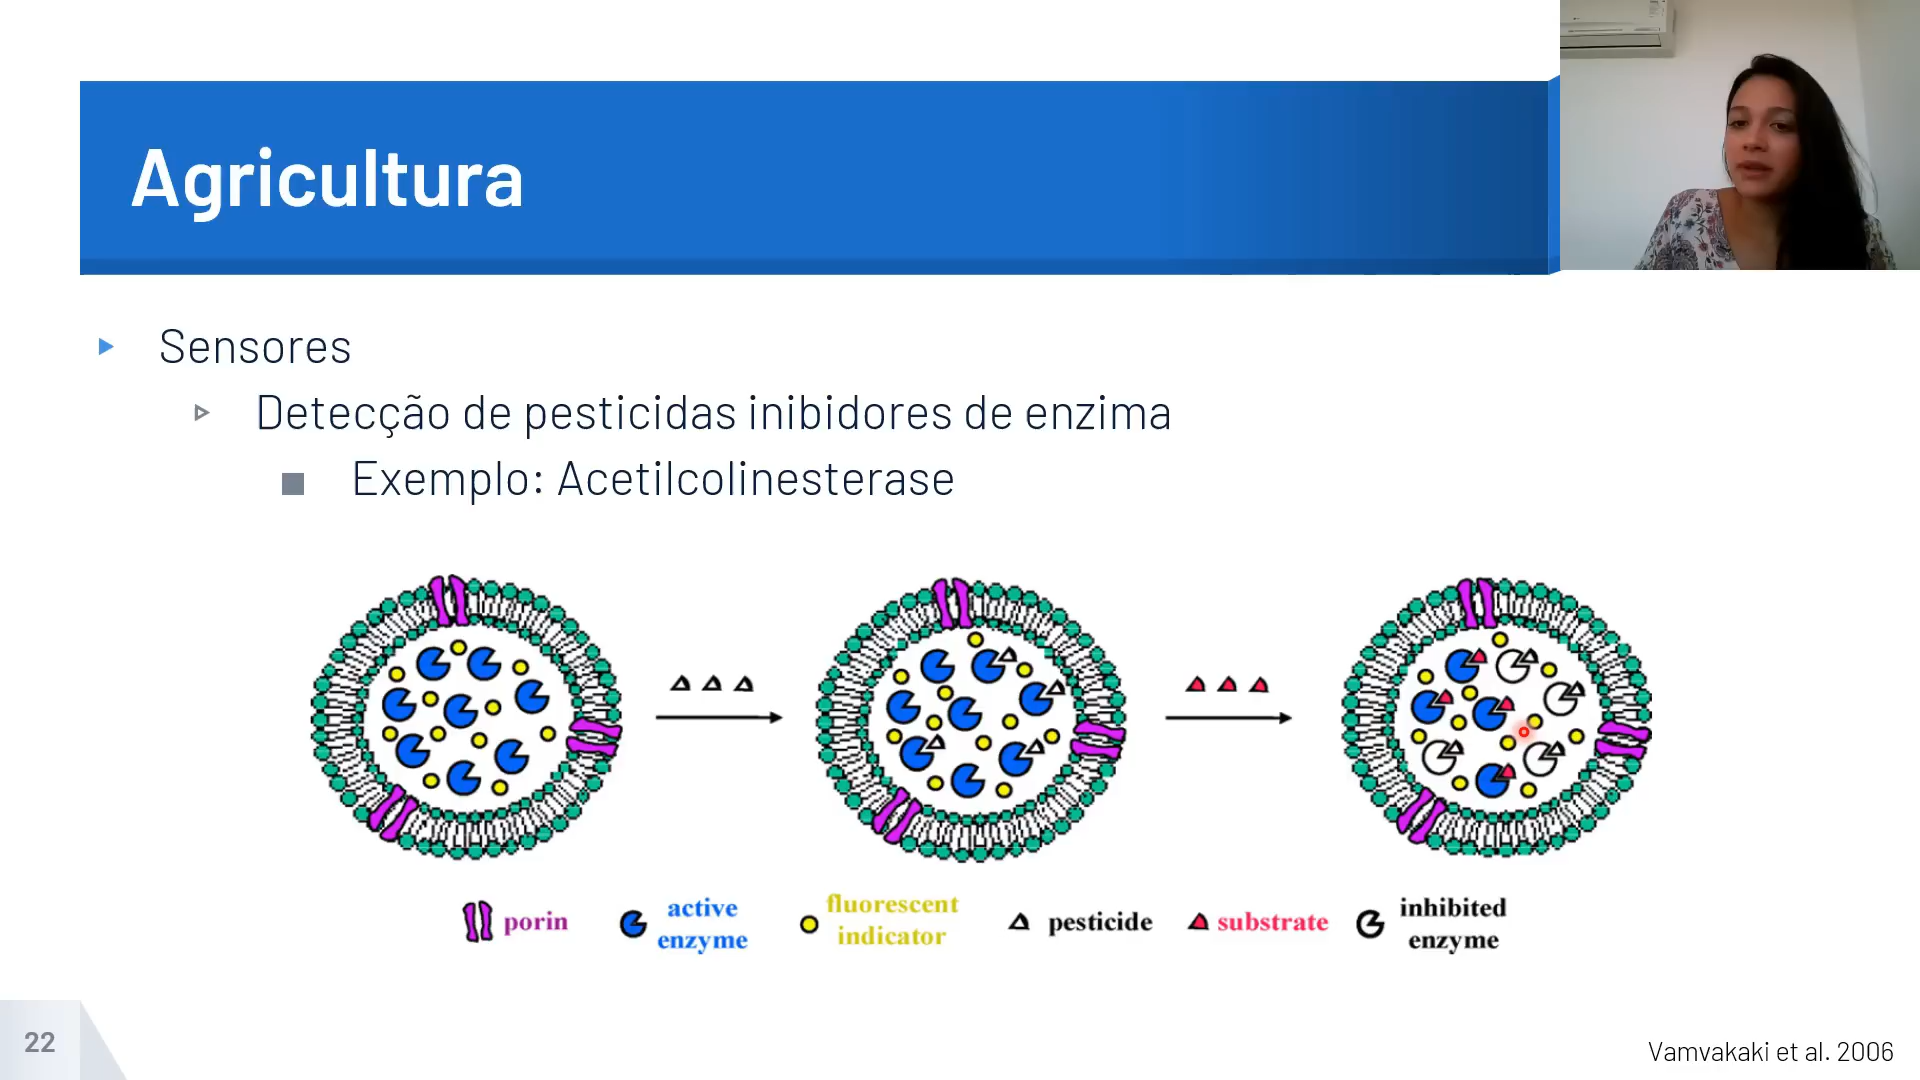 Agricultura
Sensores
Detecção de pesticidas inibidores de enzima
Exemplo: Acetilcolinesterase
porin
active
enzyme
fluorescent
indicator
pesticide
substrate
inhibited
enzyme
22
Vamvakaki et al. 2006